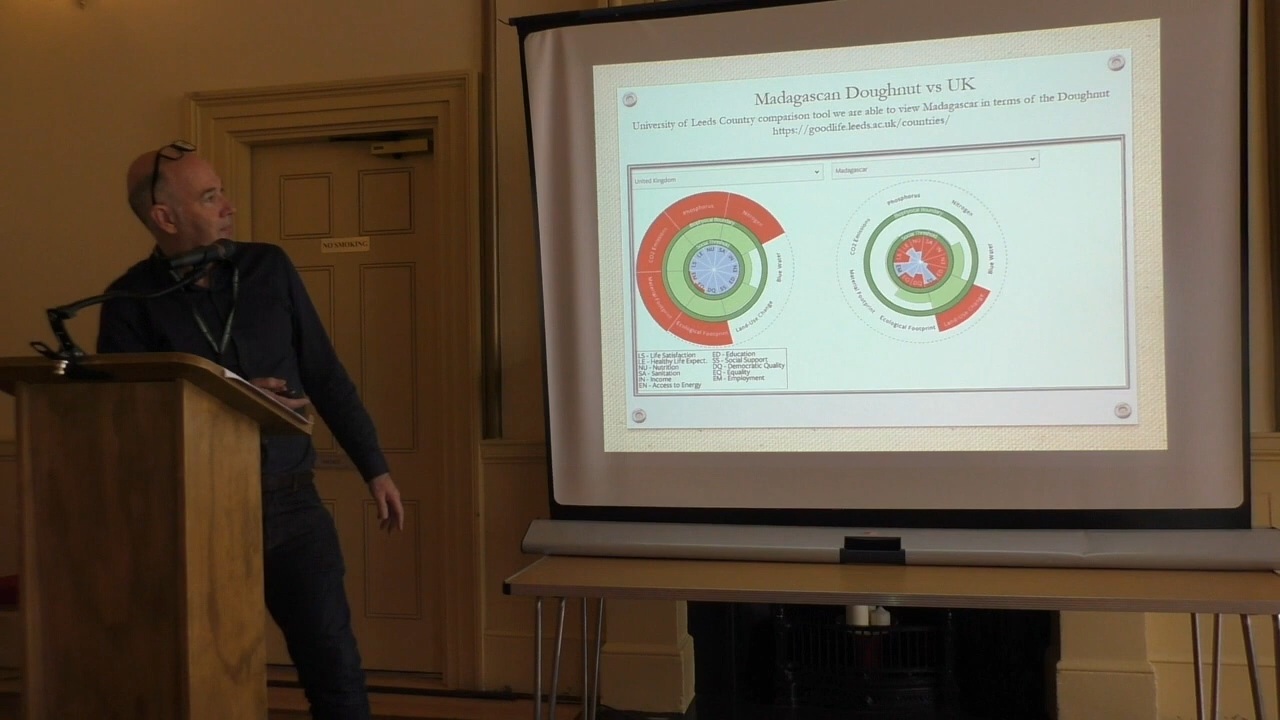 NO SMOKING
Madagascan Doughnut vs UK
University of Leeds Country comparison tool we are able to view Madagascar in terms of the Doughnut
https://goodlife.leeds.ac.uk/countries/
United Kingdom
Madagascar
Phosphorus
Nitrogen
CO2 Emissions
Blue Water
Material Footprint
Land-Use Change
Ecological Footprint
Phosphorus
Nitrogen
CO2 Emissions
Blue Water
Material Footprint
Land-Use Change
Ecological Footprint
LS - Life Satisfaction
LE - Healthy Life Expect.
NU - Nutrition
SA - Sanitation
IN - Income
EN - Access to Energy
ED - Education
SS - Social Support
DQ - Democratic Quality
EQ - Equality
EM - Employment